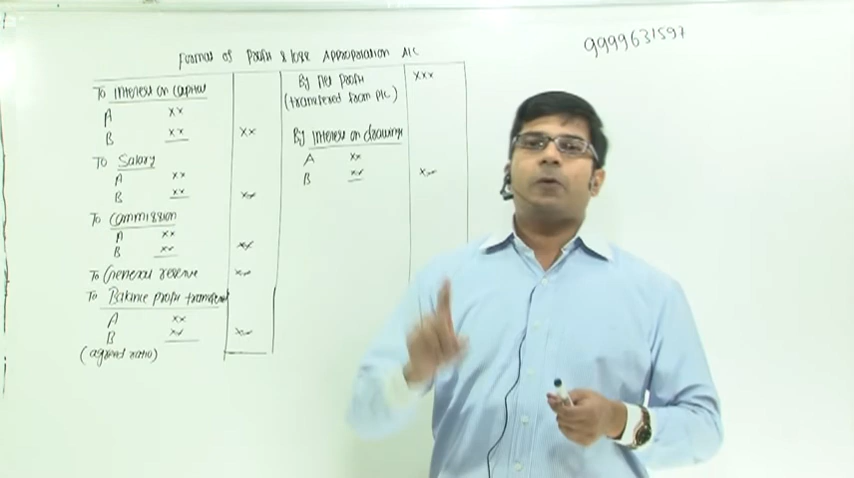 Format of Profit & loss Appropriation A/C
9999631597
To Interest on capital
A xx
B xx xx
To Salary
A xx
B xx xx
To Commission
A xx
B xx xx
To General reserve xx
To Balance profit transferred
A xx
B xx xx
(agreed ratio)
By Net Profit xxx
(transfered from P/L)
By Interest on drawings
A xx
B xx xx